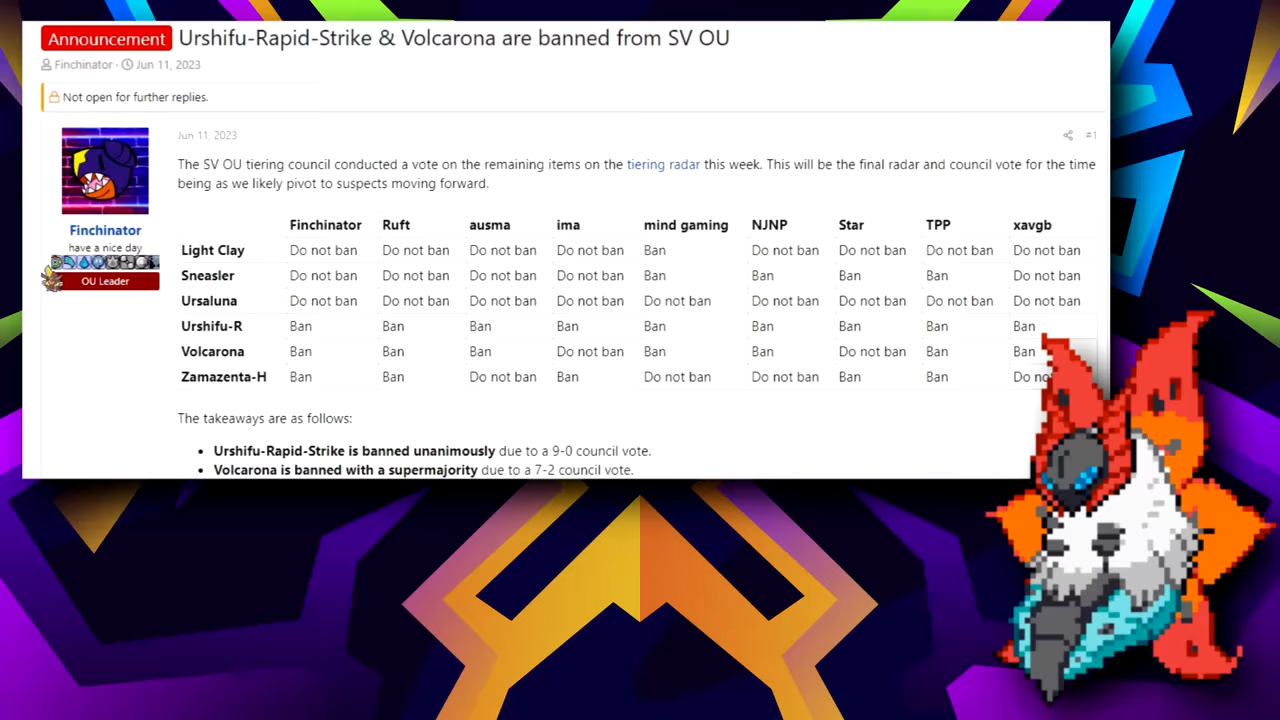 Announcement Urshifu-Rapid-Strike & Volcarona are banned from SV OU
Finchinator · Jun 11, 2023
Not open for further replies.
Jun 11, 2023 #1
The SV OU tiering council conducted a vote on the remaining items on the tiering radar this week. This will be the final radar and council vote for the time
being as we likely pivot to suspects moving forward.
Finchinator
have a nice day
OU Leader
Finchinator Ruft ausma ima mind gaming NJNP Star TPP xavgb
Light Clay Do not ban Do not ban Do not ban Do not ban Ban Do not ban Do not ban Do not ban Do not ban
Sneasler Do not ban Do not ban Do not ban Do not ban Ban Ban Ban Ban Do not ban
Ursaluna Do not ban Do not ban Do not ban Do not ban Do not ban Do not ban Do not ban Do not ban Do not ban
Urshifu-R Ban Ban Ban Ban Ban Ban Ban Ban Ban
Volcarona Ban Ban Ban Do not ban Ban Ban Do not ban Ban Ban
Zamazenta-H Ban Ban Do not ban Ban Do not ban Do not ban Ban Ban Do
The takeaways are as follows:
• Urshifu-Rapid-Strike is banned unanimously due to a 9-0 council vote.
• Volcarona is banned with a supermajority due to a 7-2 council vote.